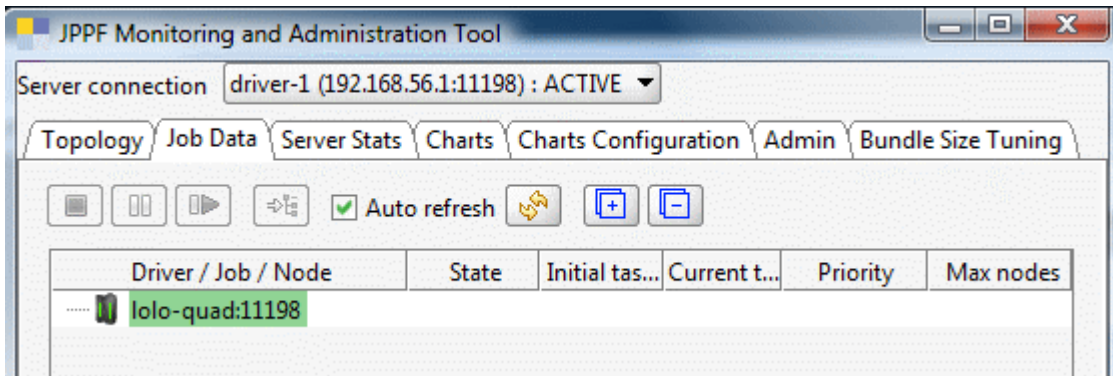 JPPF Monitoring and Administration Tool
Server connection driver-1 (192.168.56.1:11198) : ACTIVE
Topology Job Data Server Stats Charts Charts Configuration Admin Bundle Size Tuning
Auto refresh
Driver / Job / Node State Initial tas... Current t... Priority Max nodes
lolo-quad:11198